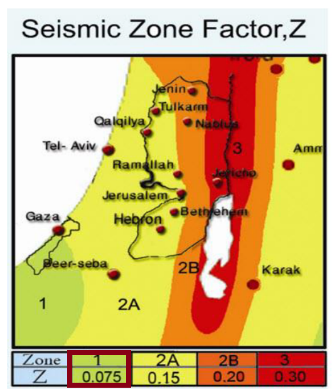 Seismic Zone Factor,Z
Jenin
Tulkarm
Qalqilya
Nablus
Tel- Aviv
3
Amm
Ramallah
Jericho
Jerusalem
Gaza
Bethlehem
Hebron
Beer-seba
2B
Karak
1
2A
Zone 1 2A 2B 3
Z 0.075 0.15 0.20 0.30